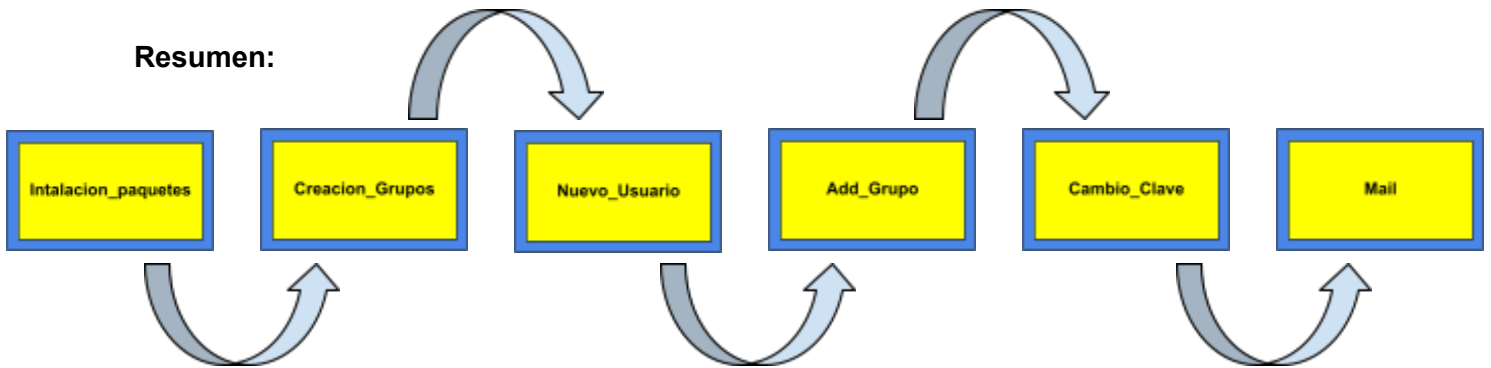 Resumen:
Intalacion_paquetes
Creacion_Grupos
Nuevo_Usuario
Add_Grupo
Cambio_Clave
Mail